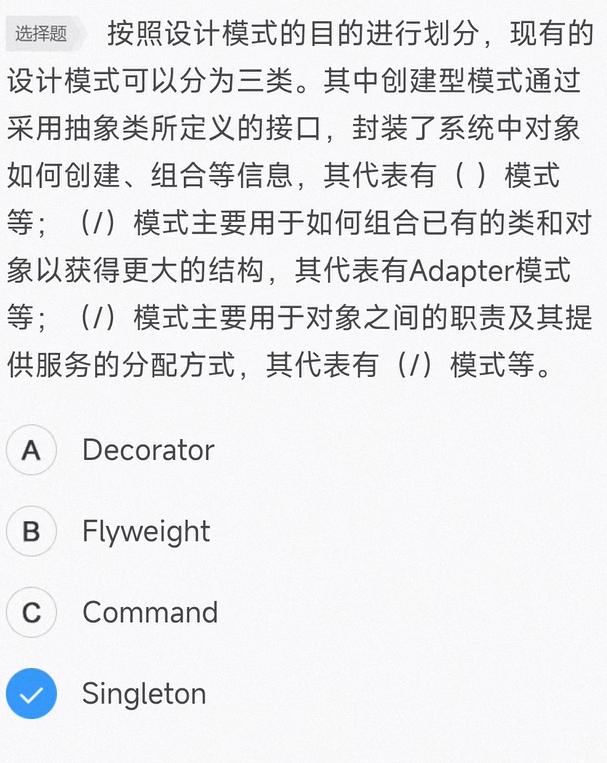 选择题 按照设计模式的目的进行划分，现有的
设计模式可以分为三类。其中创建型模式通过
采用抽象类所定义的接口，封装了系统中对象
如何创建、组合等信息，其代表有（ ）模式
等；（/）模式主要用于如何组合已有的类和对
象以获得更大的结构，其代表有Adapter模式
等；（/）模式主要用于对象之间的职责及其提
供服务的分配方式，其代表有（/）模式等。
A Decorator
B Flyweight
C Command
Singleton